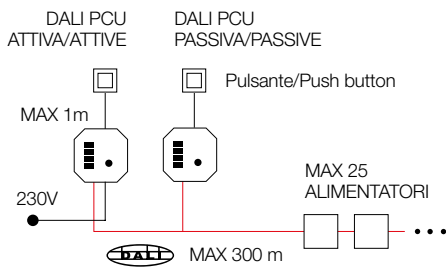 DALI PCU
ATTIVA/ATTIVE
DALI PCU
PASSIVA/PASSIVE
Pulsante/Push button
MAX 1m
230V
MAX 25
ALIMENTATORI
DALI
MAX 300 m